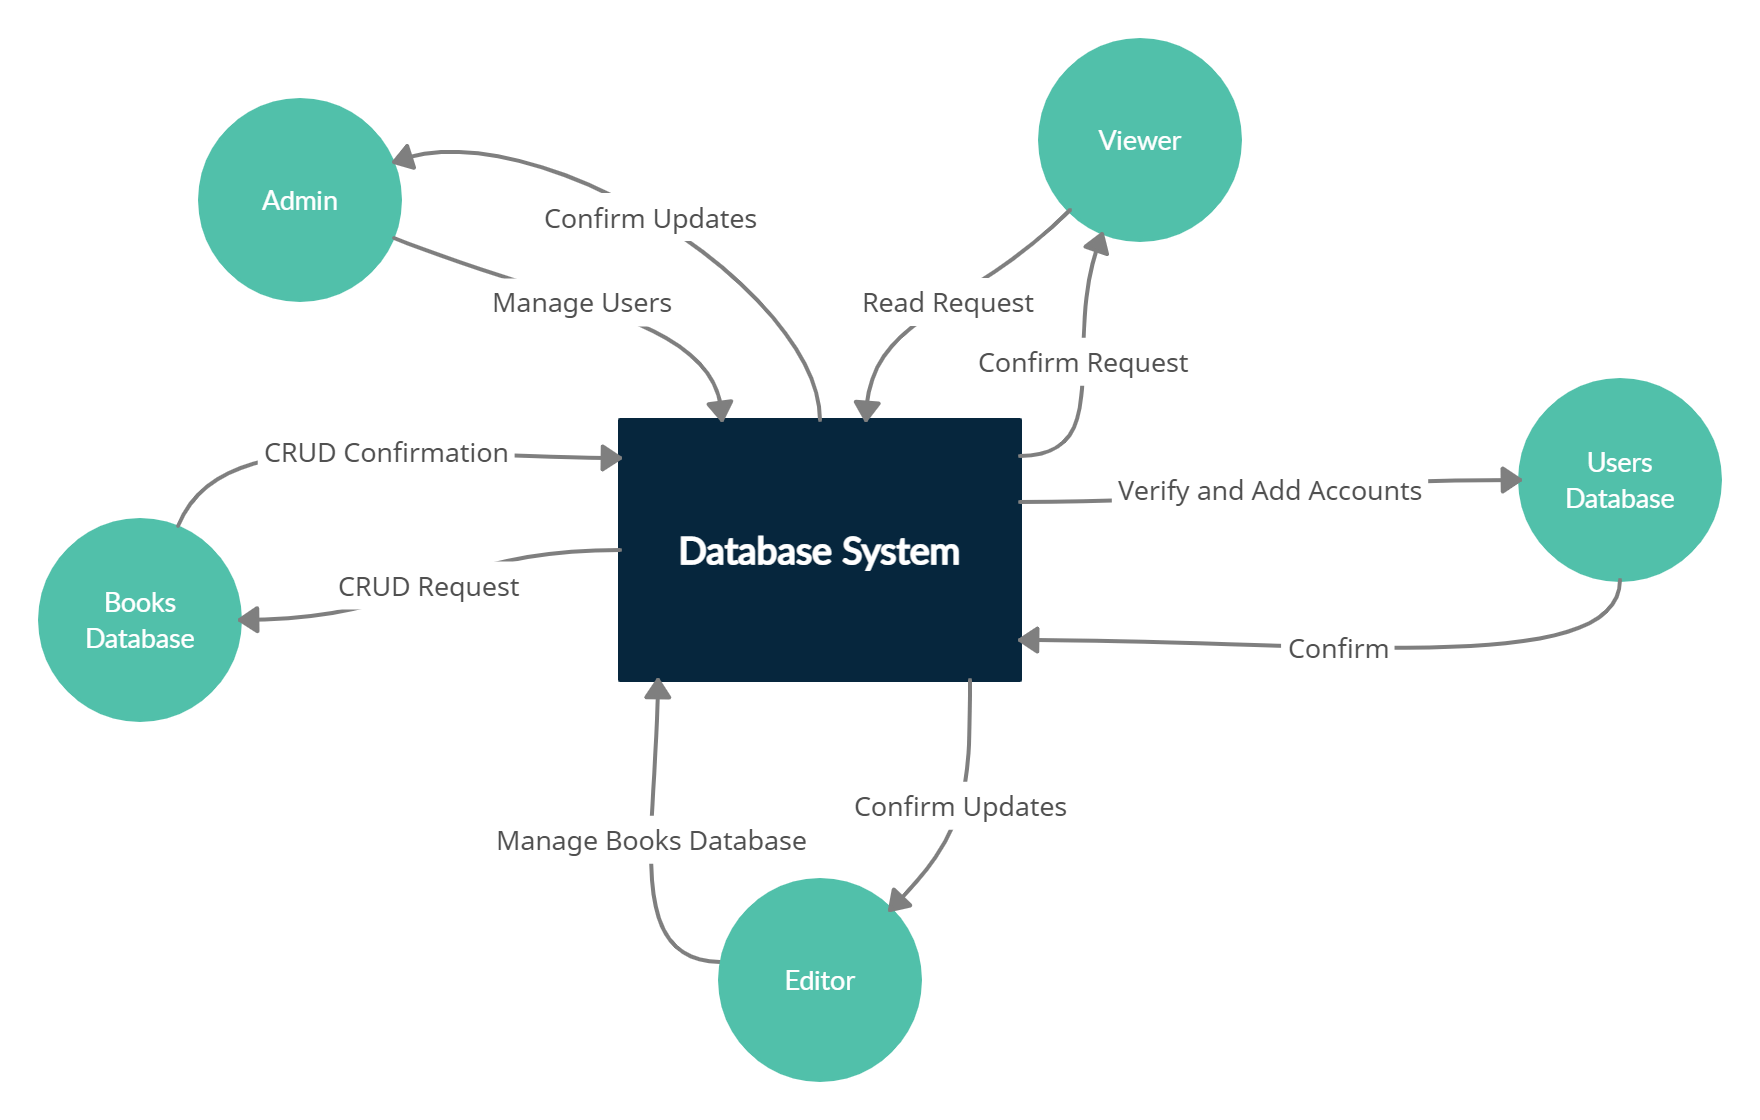 Viewer
Admin
Confirm Updates
Manage Users
Read Request
Confirm Request
CRUD Confirmation
Users
Database
Verify and Add Accounts
Database System
CRUD Request
Books
Database
Confirm
Confirm Updates
Manage Books Database
Editor